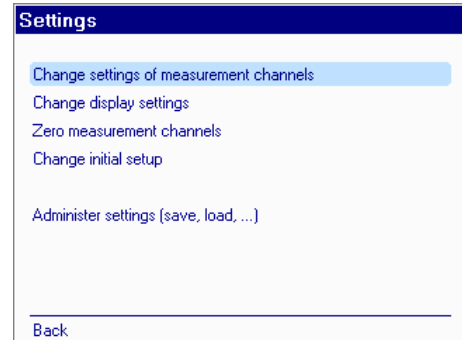 Settings
Change settings of measurement channels
Change display settings
Zero measurement channels
Change initial setup
Administer settings (save, load, ...)
Back